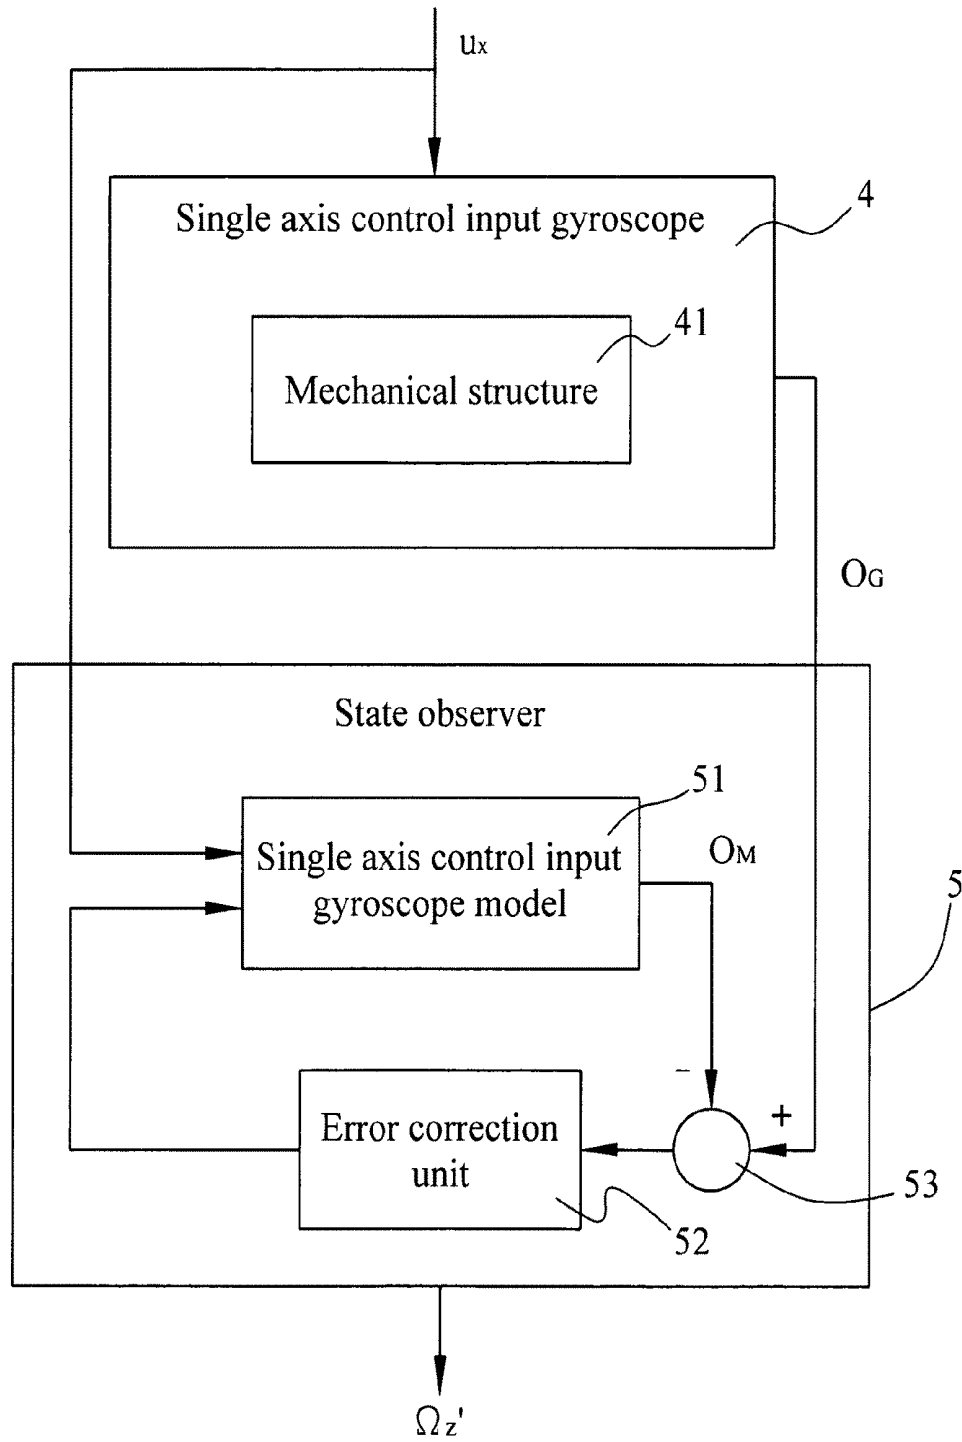 ux
Single axis control input gyroscope
4
41
Mechanical structure
OG
State observer
51
Single axis control input
gyroscope model
OM
5
−
+
Error correction
unit
53
52
Ωz'